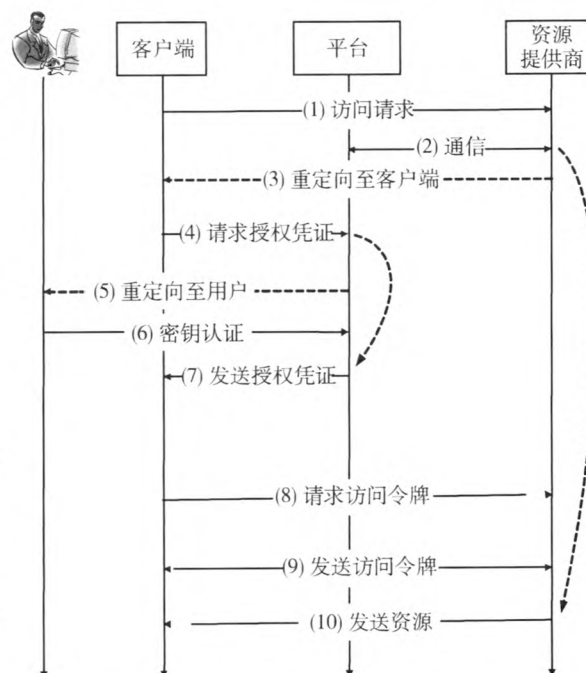 客户端
平台
资源
提供商
(1) 访问请求
(2) 通信
(3) 重定向至客户端
(4) 请求授权凭证
(5) 重定向至用户
(6) 密钥认证
(7) 发送授权凭证
(8) 请求访问令牌
(9) 发送访问令牌
(10) 发送资源